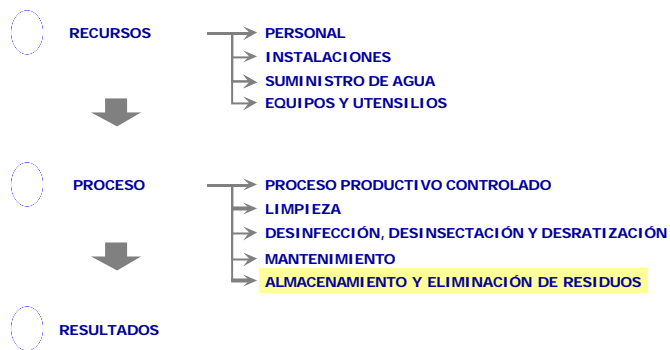 RECURSOS
PERSONAL
INSTALACIONES
SUMINISTRO DE AGUA
EQUIPOS Y UTENSILIOS
PROCESO
PROCESO PRODUCTIVO CONTROLADO
LIMPIEZA
DESINFECCIÓN, DESINSECTACIÓN Y DESRATIZACIÓN
MANTENIMIENTO
ALMACENAMIENTO Y ELIMINACIÓN DE RESIDUOS
RESULTADOS